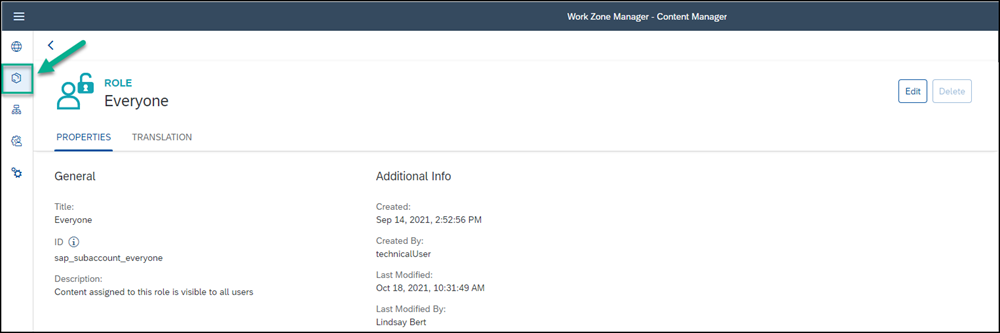 Work Zone Manager - Content Manager
ROLE
Everyone
Edit
Delete
PROPERTIES
TRANSLATION
General
Title:
Everyone
ID
sap_subaccount_everyone
Description:
Content assigned to this role is visible to all users
Additional Info
Created:
Sep 14, 2021, 2:52:56 PM
Created By:
technicalUser
Last Modified:
Oct 18, 2021, 10:31:49 AM
Last Modified By:
Lindsay Bert